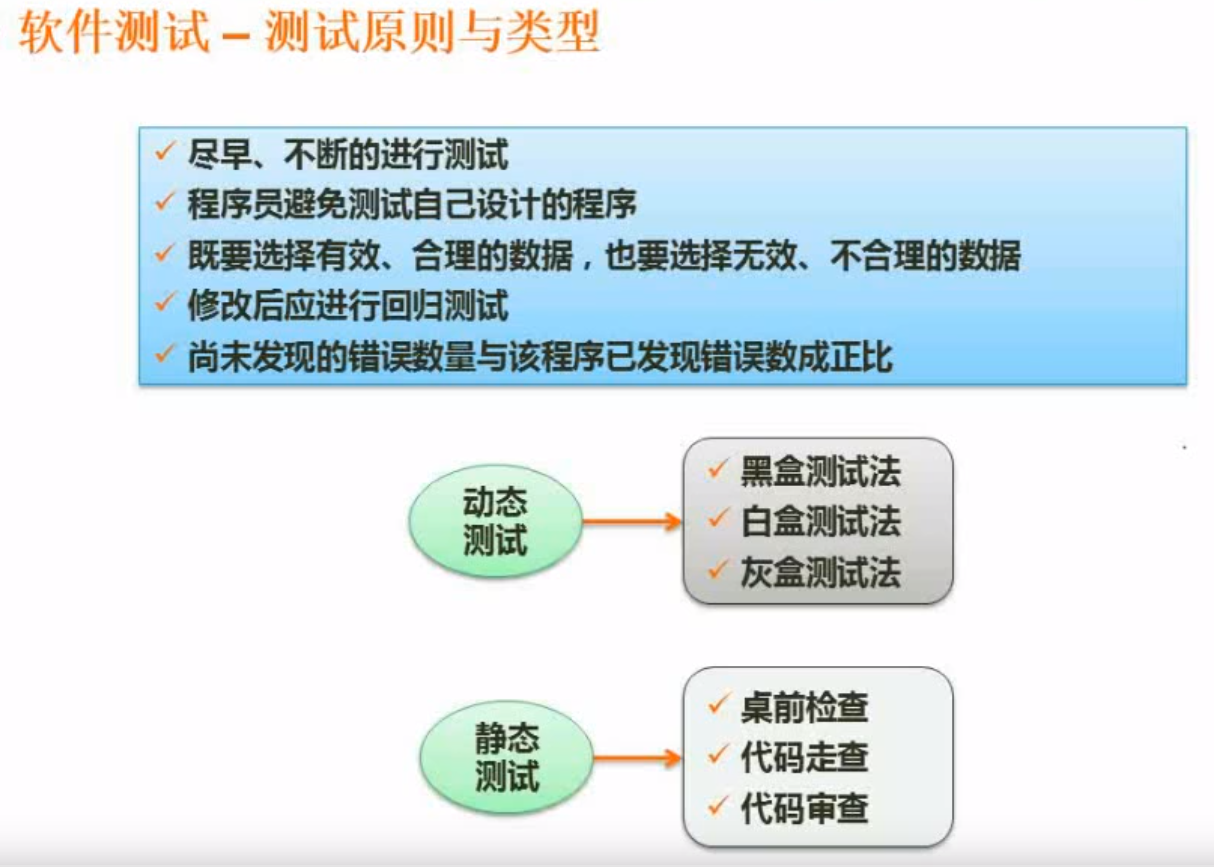 软件测试 – 测试原则与类型
✓ 尽早、不断的进行测试
✓ 程序员避免测试自己设计的程序
✓ 既要选择有效、合理的数据，也要选择无效、不合理的数据
✓ 修改后应进行回归测试
✓ 尚未发现的错误数量与该程序已发现错误数成正比
动态
测试
✓ 黑盒测试法
✓ 白盒测试法
✓ 灰盒测试法
静态
测试
✓ 桌前检查
✓ 代码走查
✓ 代码审查